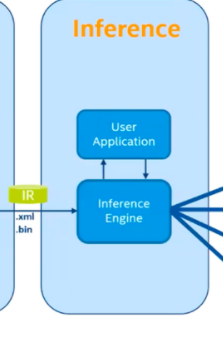 Inference
User
Application
IR
.xml
.bin
Inference
Engine